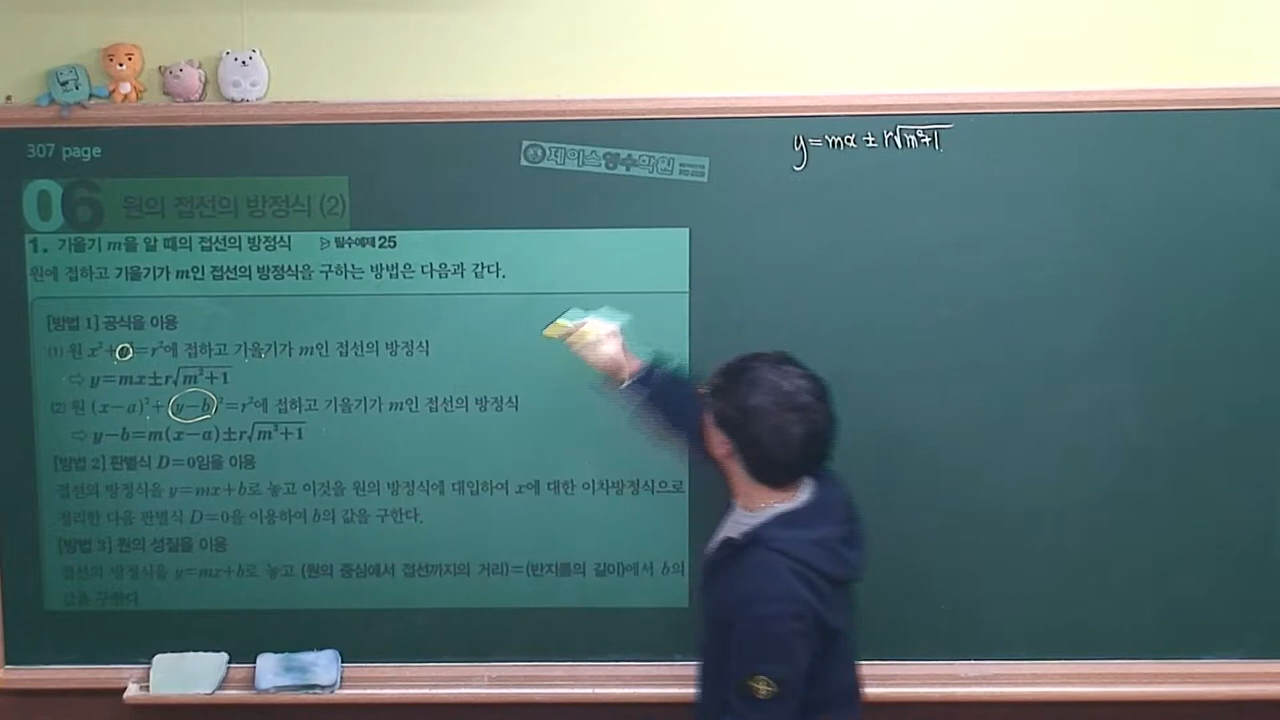 y=mx±r√m²+1
307 page
제이스영수학원
06 원의 접선의 방정식 (2)
1. 기울기 m을 알 때의 접선의 방정식 ▷ 필수예제 25
원에 접하고 기울기가 m인 접선의 방정식을 구하는 방법은 다음과 같다.
[방법 1] 공식을 이용
(1) 원 x²+ =r²에 접하고 기울기가 m인 접선의 방정식
⇨ y=mx±r√m²+1
(2) 원 (x-a)²+(y-b)²=r²에 접하고 기울기가 m인 접선의 방정식
⇨ y-b=m(x-a)±r√m²+1
[방법 2] 판별식 D=0임을 이용
접선의 방정식을 y=mx+b로 놓고 이것을 원의 방정식에 대입하여 x에 대한 이차방정식으로
정리한 다음 판별식 D=0을 이용하여 b의 값을 구한다.
[방법 3] 원의 성질을 이용
접선의 방정식을 y=mx+b로 놓고 (원의 중심에서 접선까지의 거리)=(반지름의 길이)에서 b의
값을 구한다.